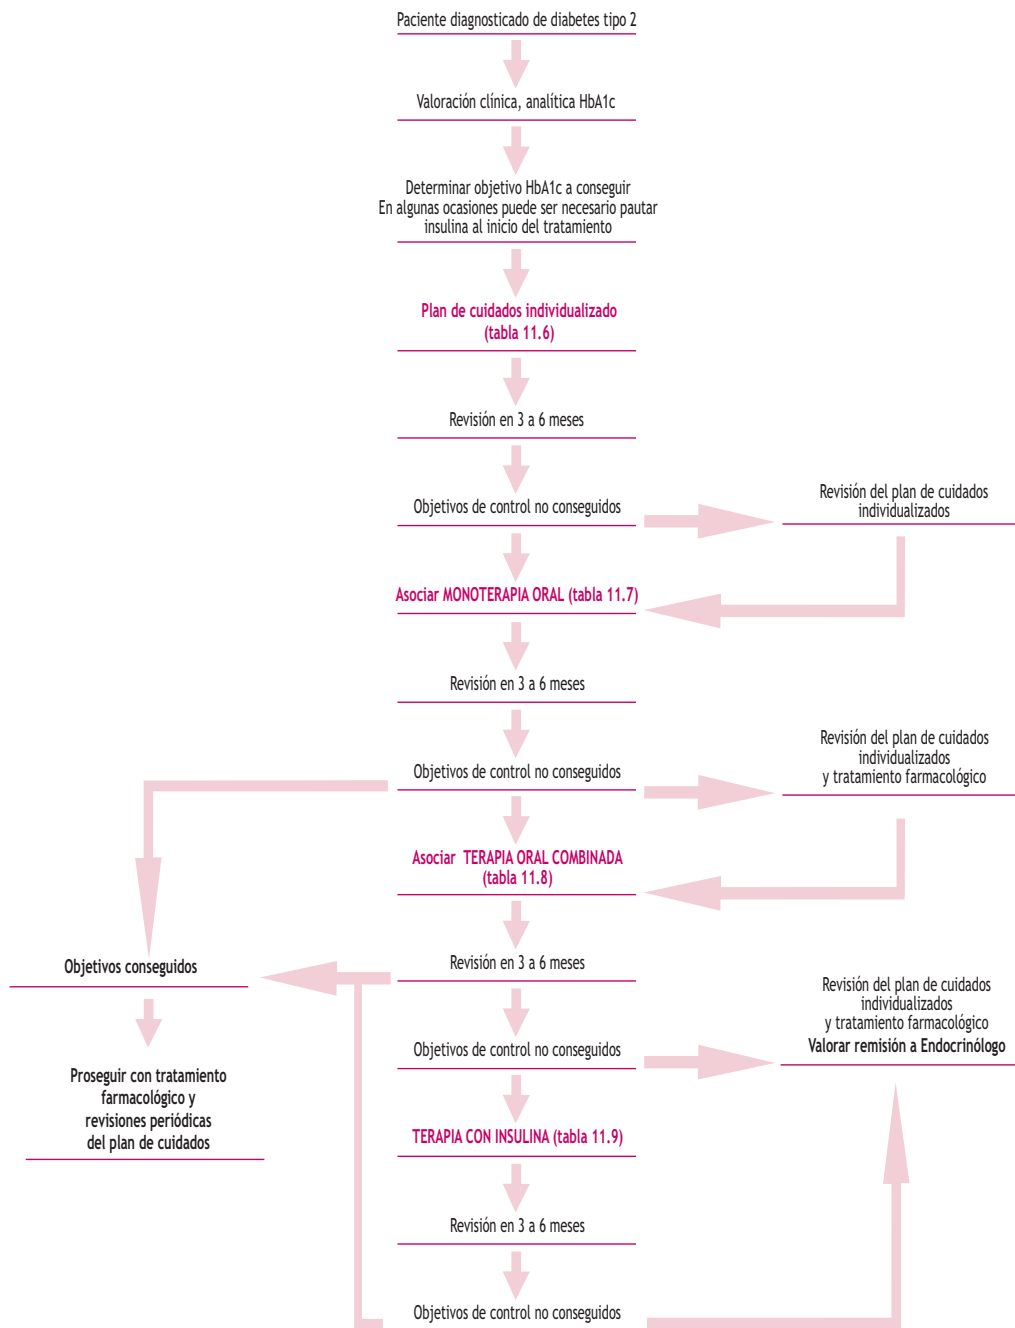 Paciente diagnosticado de diabetes tipo 2
Valoración clínica, analítica HbA1c
Determinar objetivo HbA1c a conseguir
En algunas ocasiones puede ser necesario pautar
insulina al inicio del tratamiento
Plan de cuidados individualizado
(tabla 11.6)
Revisión en 3 a 6 meses
Objetivos de control no conseguidos
Revisión del plan de cuidados
individualizados
Asociar MONOTERAPIA ORAL (tabla 11.7)
Revisión en 3 a 6 meses
Objetivos de control no conseguidos
Revisión del plan de cuidados
individualizados
y tratamiento farmacológico
Asociar TERAPIA ORAL COMBINADA
(tabla 11.8)
Revisión en 3 a 6 meses
Objetivos conseguidos
Proseguir con tratamiento
farmacológico y
revisiones periódicas
del plan de cuidados
Objetivos de control no conseguidos
Revisión del plan de cuidados
individualizados
y tratamiento farmacológico
Valorar remisión a Endocrinólogo
TERAPIA CON INSULINA (tabla 11.9)
Revisión en 3 a 6 meses
Objetivos de control no conseguidos